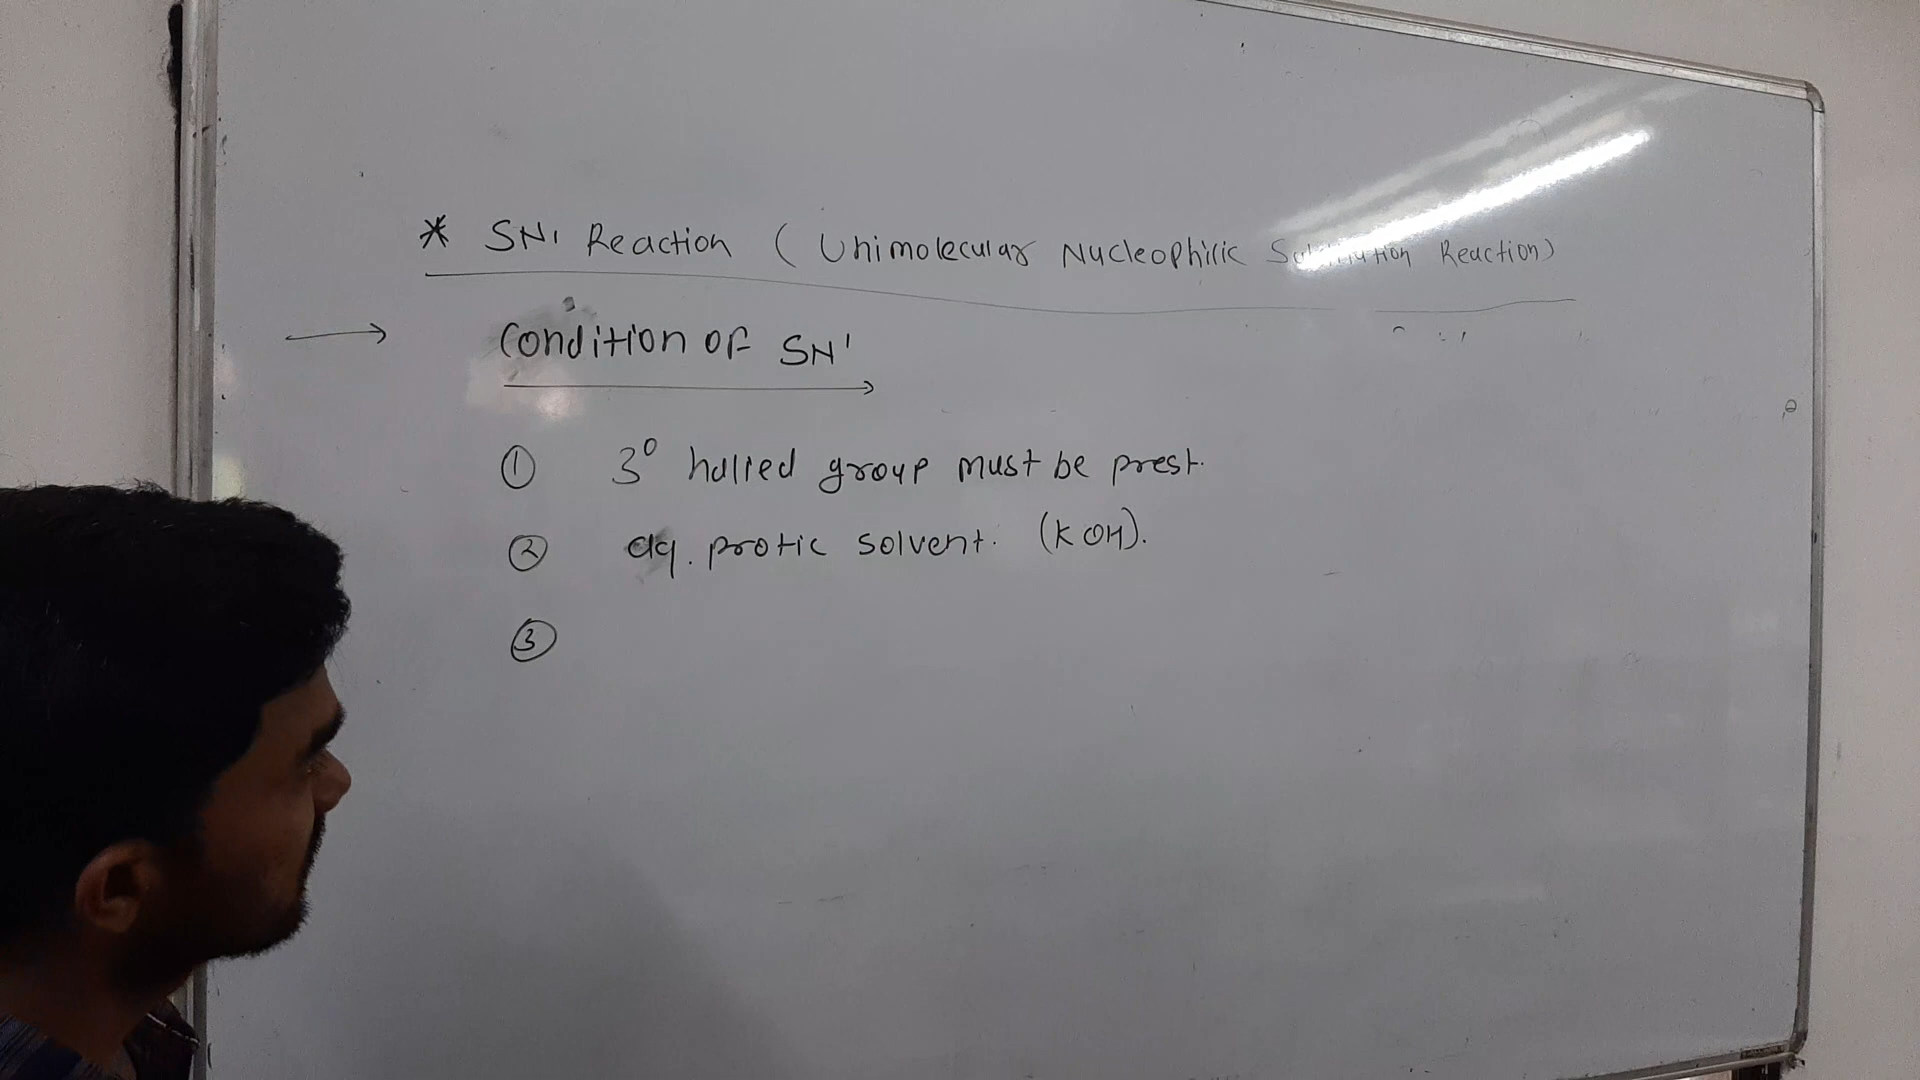 * SN1 Reaction (Unimolecular Nucleophilic Reaction)
→ Condition of SN1
① 3° halied group must be prest.
② aq. protic solvent. (KOH).
③